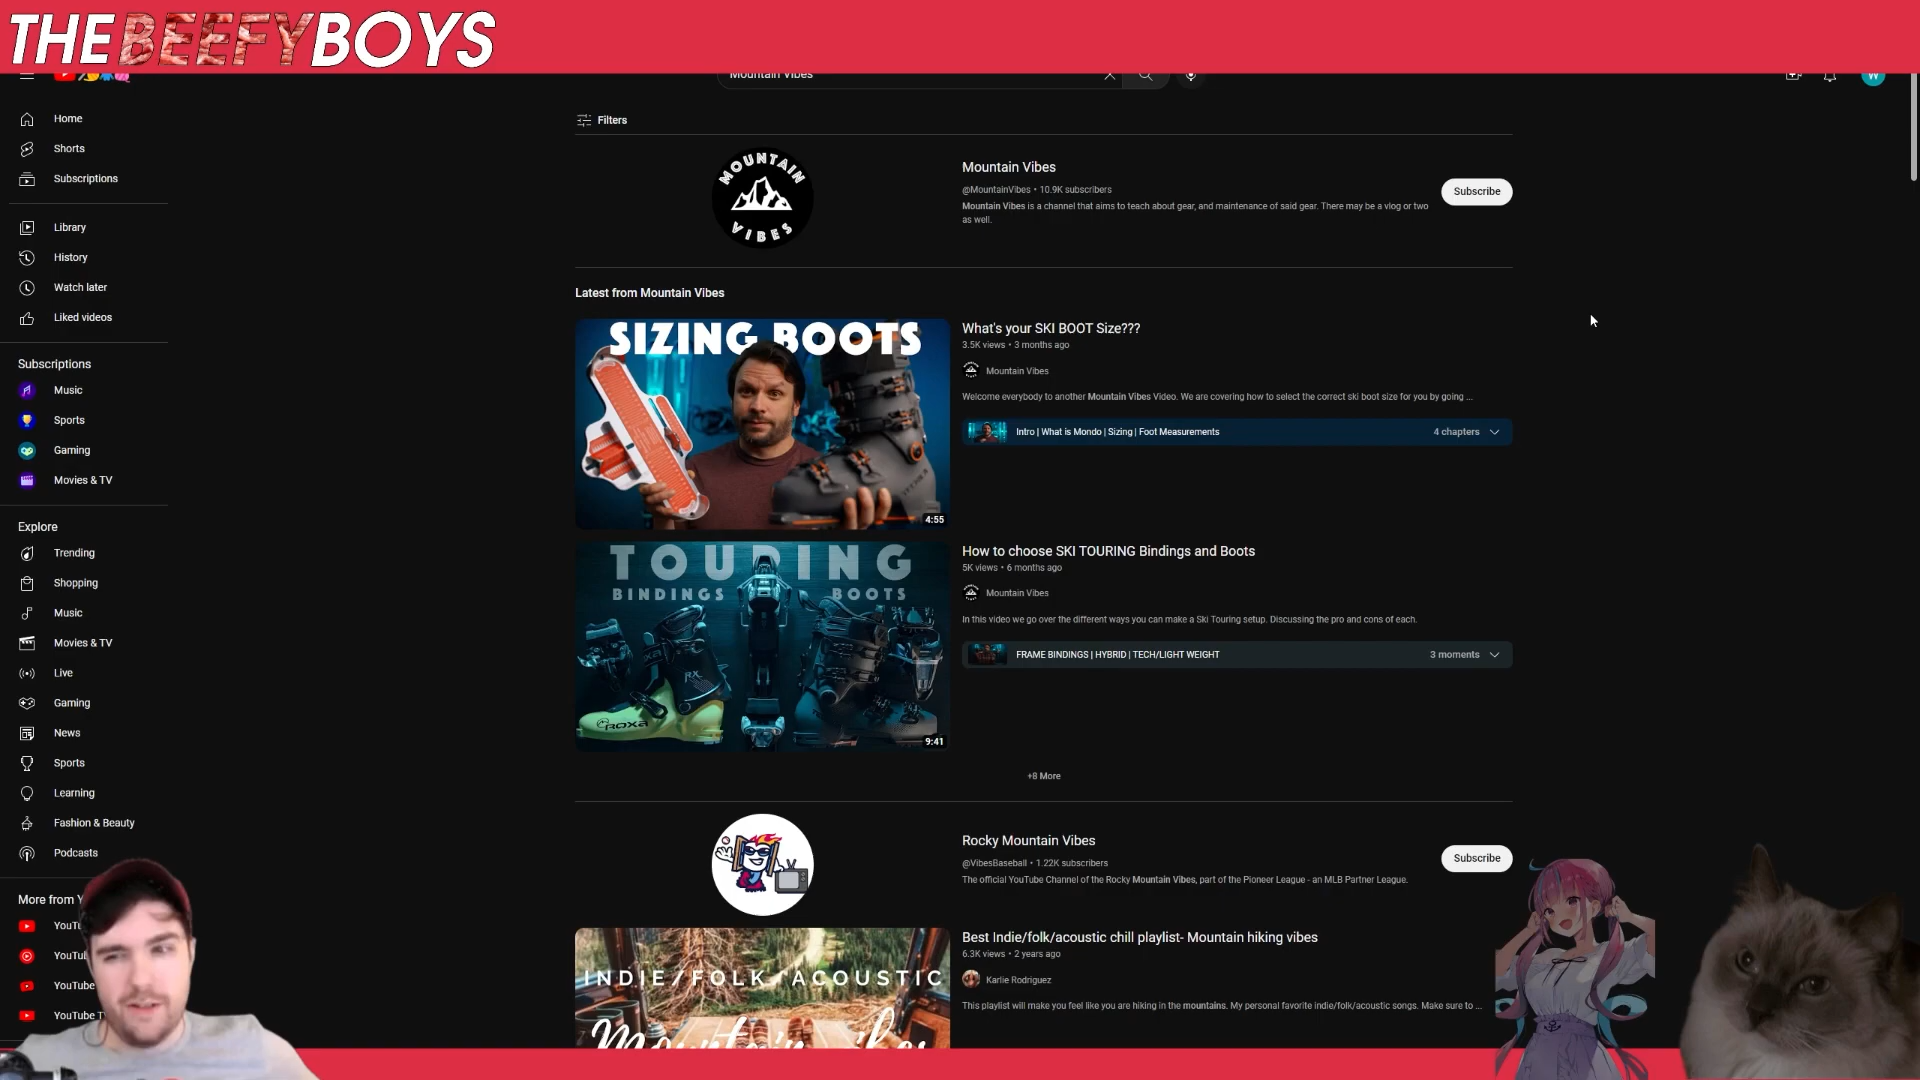 THEBEEFYBOYS
Mountain Vibes
W
Home
Shorts
Subscriptions
Library
History
Watch later
Liked videos
Subscriptions
Music
Sports
Gaming
Movies & TV
Explore
Trending
Shopping
Music
Movies & TV
Live
Gaming
News
Sports
Learning
Fashion & Beauty
Podcasts
More from Y
YouTu
YouTu
YouTube
YouTube T
Filters
MOUNTAIN
VIBES
Mountain Vibes
@MountainVibes • 10.9K subscribers
Mountain Vibes is a channel that aims to teach about gear, and maintenance of said gear. There may be a vlog or two
as well.
Subscribe
Latest from Mountain Vibes
SIZING BOOTS
4:55
What's your SKI BOOT Size???
3.5K views • 3 months ago
Mountain Vibes
Welcome everybody to another Mountain Vibes Video. We are covering how to select the correct ski boot size for you by going ...
Intro | What is Mondo | Sizing | Foot Measurements
4 chapters
TOURING
BINDINGS BOOTS
RX
ROXA
9:41
How to choose SKI TOURING Bindings and Boots
5K views • 6 months ago
Mountain Vibes
In this video we go over the different ways you can make a Ski Touring setup. Discussing the pro and cons of each.
FRAME BINDINGS | HYBRID | TECH/LIGHT WEIGHT
3 moments
+8 More
Rocky Mountain Vibes
@VibesBaseball • 1.22K subscribers
The official YouTube Channel of the Rocky Mountain Vibes, part of the Pioneer League - an MLB Partner League.
Subscribe
INDIE/FOLK/ACOUSTIC
Mountain vibes
Best Indie/folk/acoustic chill playlist- Mountain hiking vibes
6.3K views • 2 years ago
Karlie Rodriguez
This playlist will make you feel like you are hiking in the mountains. My personal favorite indie/folk/acoustic songs. Make sure to ...